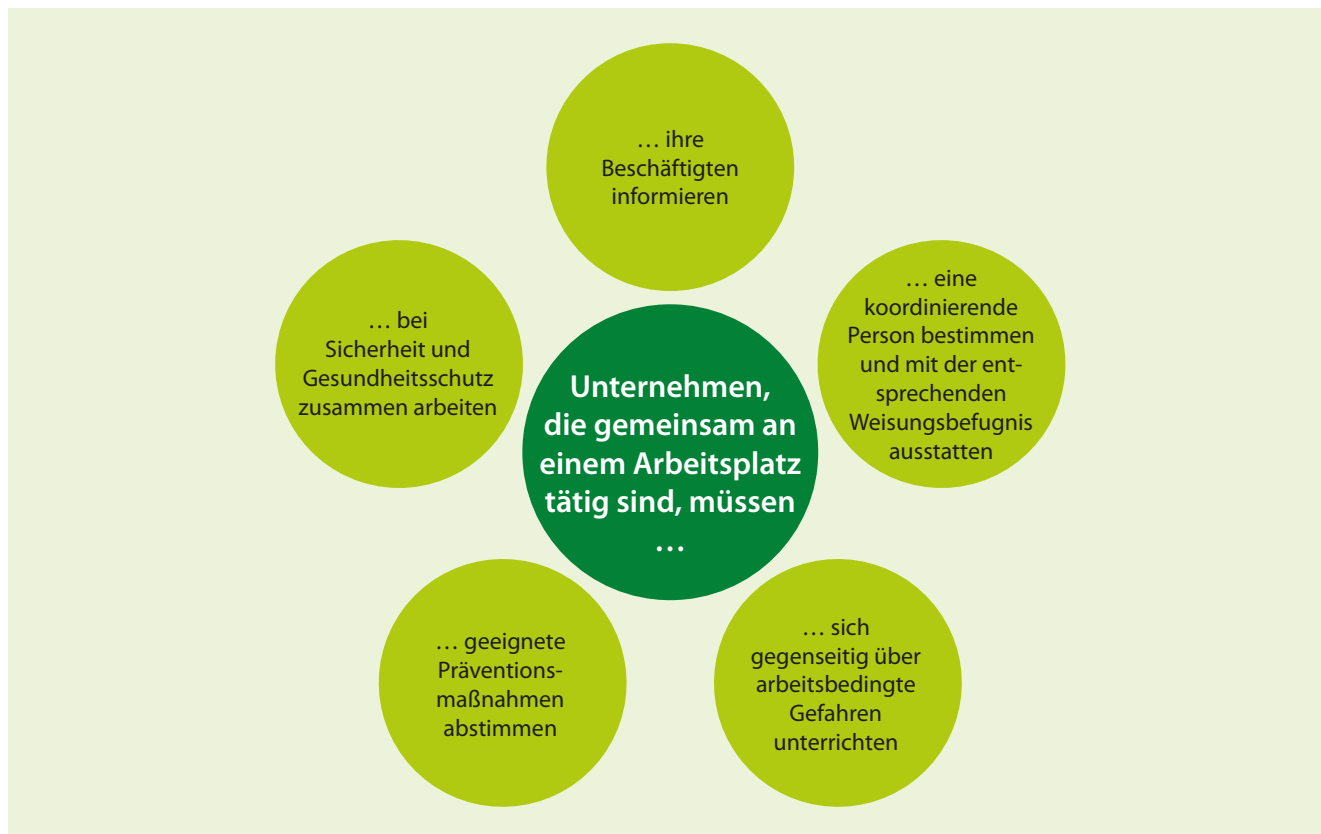 … ihre
Beschäftigten
informieren
… eine
koordinierende
Person bestimmen
und mit der ent-
sprechenden
Weisungsbefugnis
ausstatten
… bei
Sicherheit und
Gesundheitsschutz
zusammen arbeiten
Unternehmen,
die gemeinsam an
einem Arbeitsplatz
tätig sind, müssen
…
… geeignete
Präventions-
maßnahmen
abstimmen
… sich
gegenseitig über
arbeitsbedingte
Gefahren
unterrichten